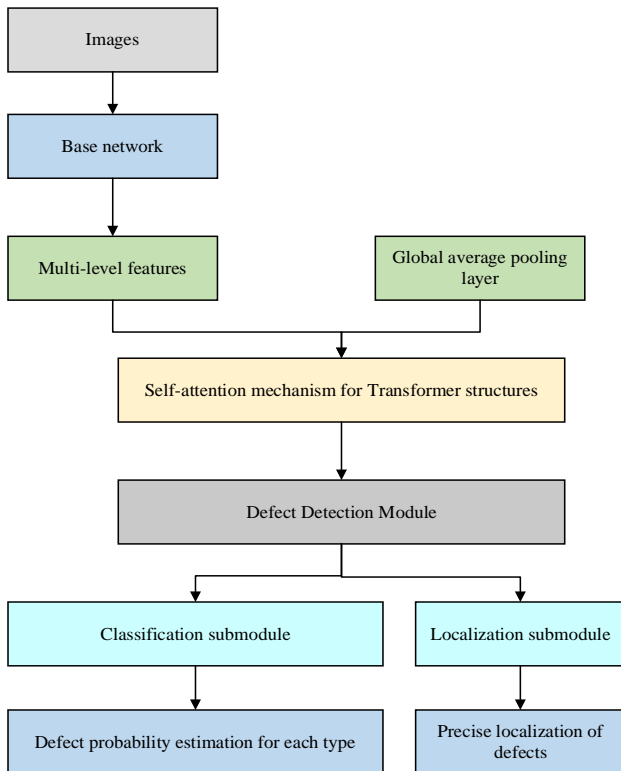 Images
Base network
Multi-level features
Global average pooling
layer
Self-attention mechanism for Transformer structures
Defect Detection Module
Classification submodule
Localization submodule
Defect probability estimation for each type
Precise localization of
defects